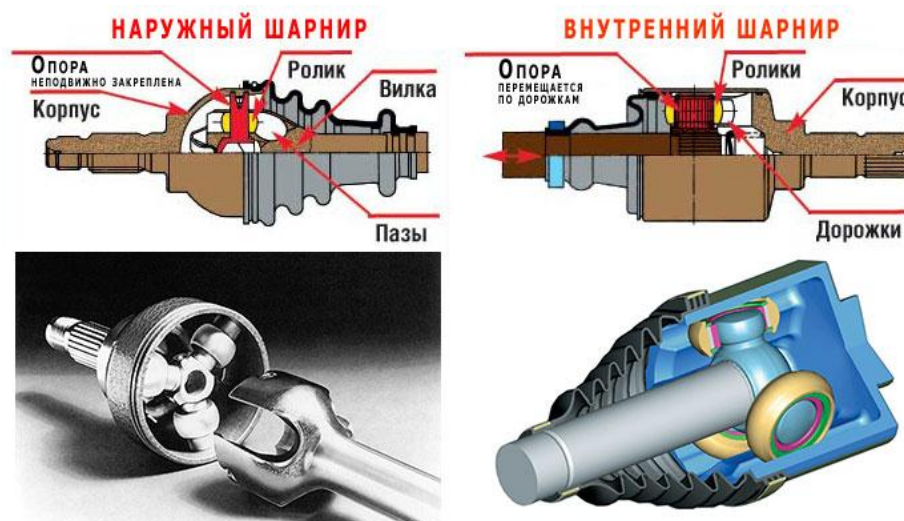 НАРУЖНЫЙ ШАРНИР
ОПОРА
НЕПОДВИЖНО ЗАКРЕПЛЕНА
Ролик
Вилка
Корпус
Пазы
ВНУТРЕННИЙ ШАРНИР
ОПОРА
ПЕРЕМЕЩАЕТСЯ
ПО ДОРОЖКАМ
Ролики
Корпус
Дорожки